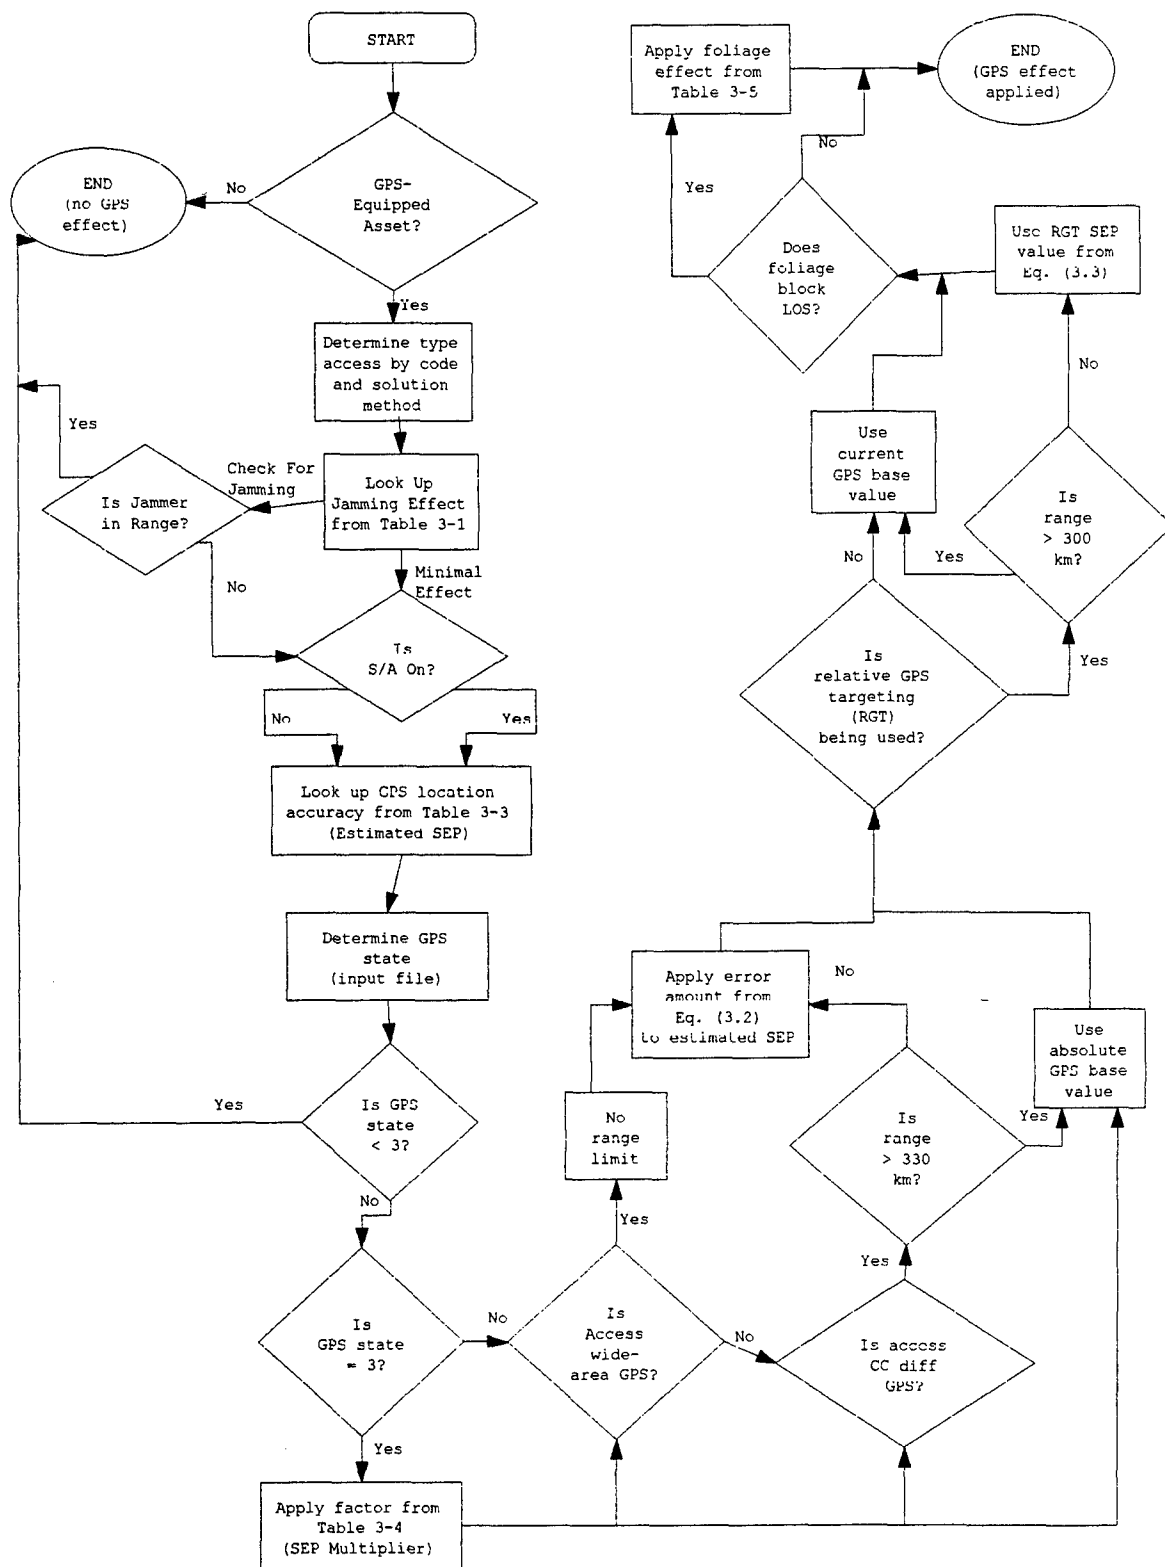 START
GPS-
Equipped
Asset?
No
END
(no GPS
effect)
Yes
Determine type
access by code
and solution
method
Look Up
Jamming Effect
from Table 3-1
Check For
Jamming
Is Jammer
in Range?
Yes
No
Minimal
Effect
Is
S/A On?
No
Yes
Look up GPS location
accuracy from Table 3-3
(Estimated SEP)
Determine GPS
state
(input file)
Is GPS
state
< 3?
Yes
No
Is
GPS state
= 3?
No
Yes
Apply factor from
Table 3-4
(SEP Multiplier)
Is
Access
wide-
area GPS?
Yes
No
No
range
limit
Is access
CC diff
GPS?
Yes
Is
range
> 330
km?
No
Yes
Apply error
amount from
Eq. (3.2)
to estimated SEP
Use
absolute
GPS base
value
Is
relative GPS
targeting
(RGT)
being used?
No
Yes
Is
range
> 300
km?
Yes
No
Use
current
GPS base
value
Use RGT SEP
value from
Eq. (3.3)
Does
foliage
block
LOS?
Yes
No
Apply foliage
effect from
Table 3-5
END
(GPS effect
applied)